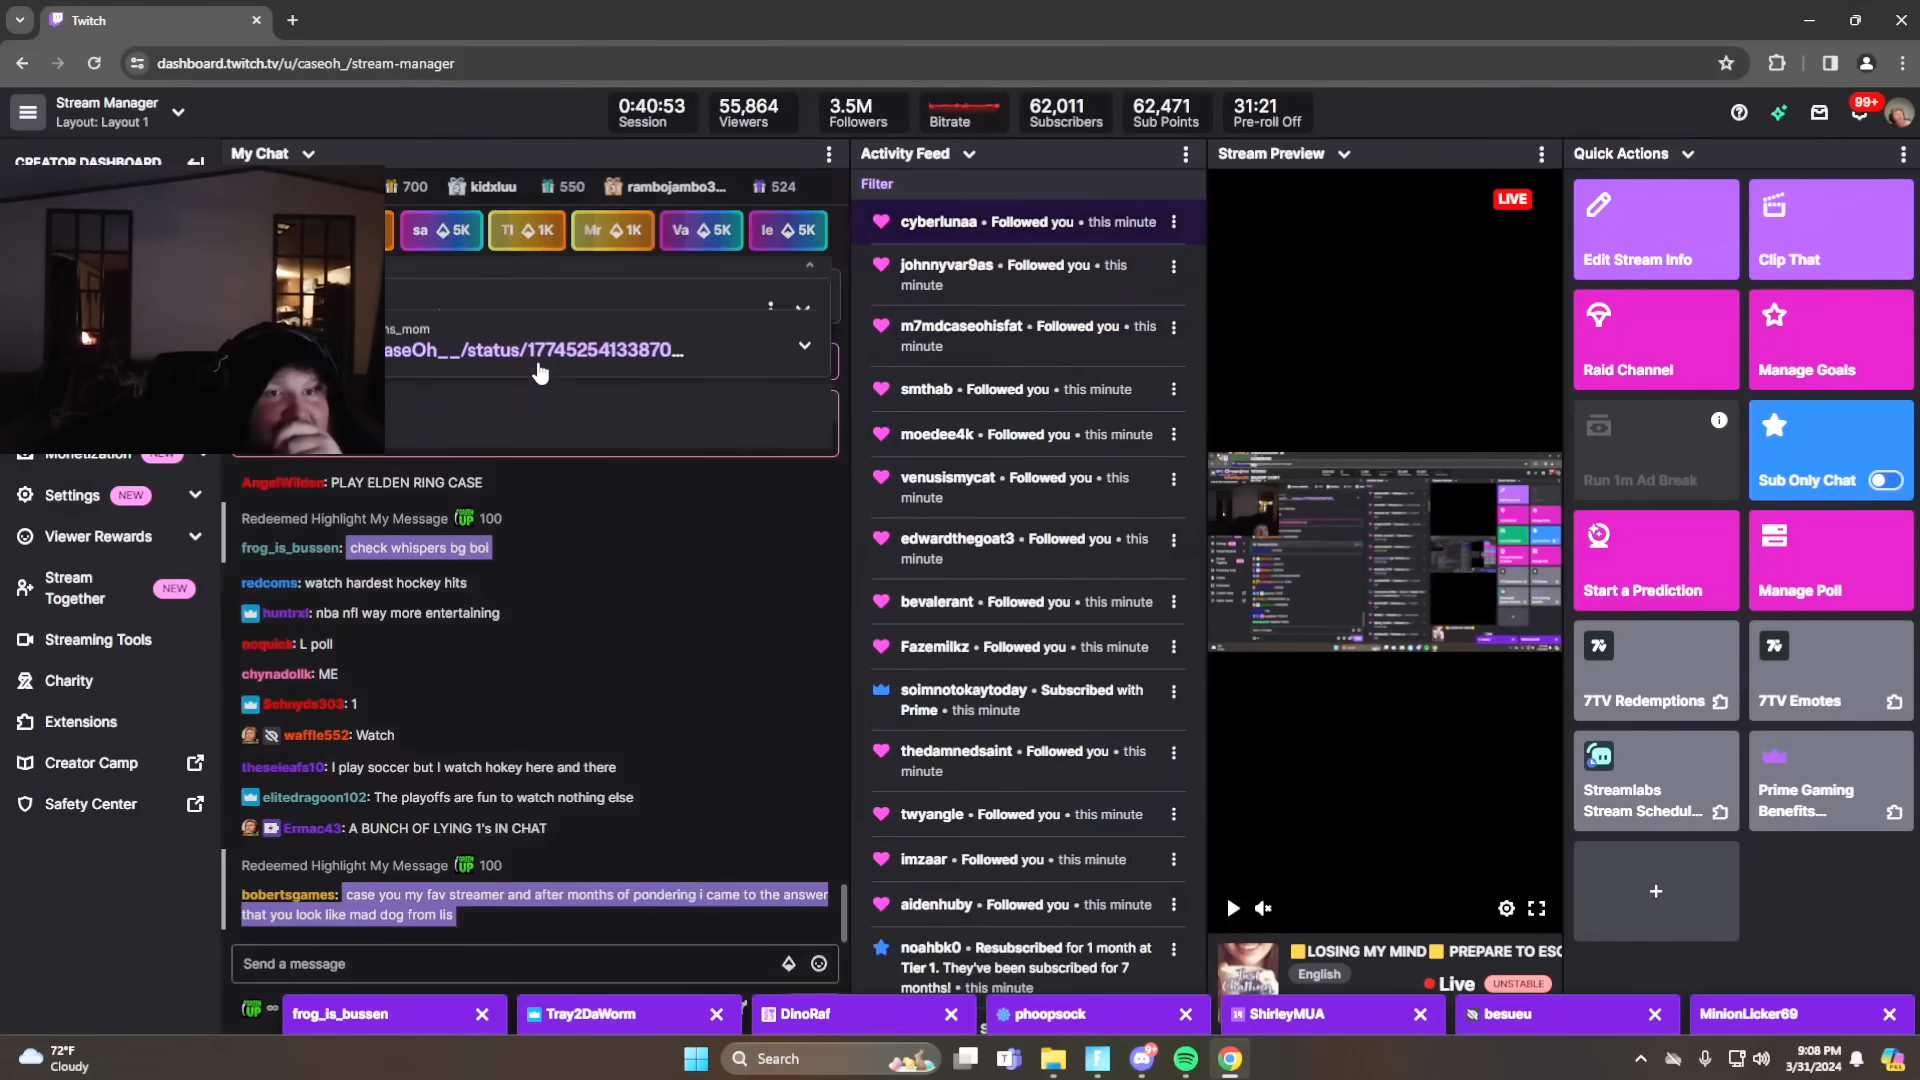 Twitch
dashboard.twitch.tv/u/caseoh_/stream-manager
Stream Manager
Layout: Layout 1
0:40:53
Session
55,864
Viewers
3.5M
Followers
Bitrate
62,011
Subscribers
62,471
Sub Points
31:21
Pre-roll Off
99+
CREATOR DASHBOARD
Monetization NEW
Settings NEW
Viewer Rewards
Stream
Together
NEW
Streaming Tools
Charity
Extensions
Creator Camp
Safety Center
My Chat
700
kidxluu
550
rambojambo3...
524
sa 5K
Tl 1K
Mr 1K
Va 5K
le 5K
ns_mom
aseOh__/status/17745254133870...
AngelWilden: PLAY ELDEN RING CASE
Redeemed Highlight My Message 100
frog_is_bussen: check whispers bg boi
redcoms: watch hardest hockey hits
huntrxl: nba nfl way more entertaining
noquick: L poll
chynadollk: ME
Schnyde303: 1
waffle552: Watch
theseleafs10: I play soccer but I watch hokey here and there
elitedragoon102: The playoffs are fun to watch nothing else
Ermac43: A BUNCH OF LYING 1's IN CHAT
Redeemed Highlight My Message 100
bobertsgames: case you my fav streamer and after months of pondering i came to the answer
that you look like mad dog from lis
Send a message
Activity Feed
Filter
cyberlunaa • Followed you • this minute
johnnyvar9as • Followed you • this
minute
m7mdcaseohisfat • Followed you • this
minute
smthab • Followed you • this minute
moedee4k • Followed you • this minute
venusismycat • Followed you • this
minute
edwardthegoat3 • Followed you • this
minute
bevalerant • Followed you • this minute
Fazemilkz • Followed you • this minute
soimnotokaytoday • Subscribed with
Prime • this minute
thedamnedsaint • Followed you • this
minute
twyangle • Followed you • this minute
imzaar • Followed you • this minute
aidenhuby • Followed you • this minute
noahbk0 • Resubscribed for 1 month at
Tier 1. They've been subscribed for 7
months! • this minute
Stream Preview
LIVE
LOSING MY MIND PREPARE TO ESC
English
Live
UNSTABLE
Quick Actions
Edit Stream Info
Clip That
Raid Channel
Manage Goals
Run 1m Ad Break
Sub Only Chat
Start a Prediction
Manage Poll
7TV Redemptions
7TV Emotes
Streamlabs
Stream Schedul...
Prime Gaming
Benefits...
+
frog_is_bussen
Tray2DaWorm
DinoRaf
phoopsock
ShirleyMUA
besueu
MinionLicker69
72°F
Cloudy
Search
9:08 PM
3/31/2024